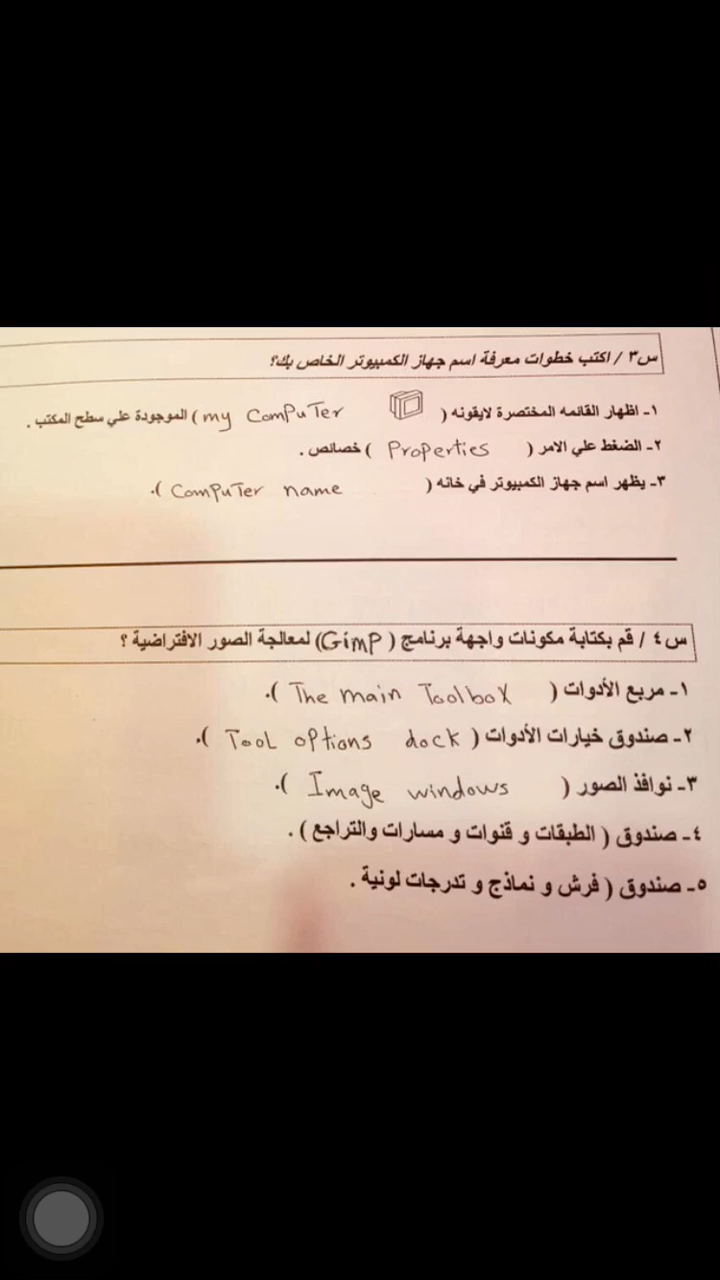 س٣ / اكتب خطوات معرفة اسم جهاز الكمبيوتر الخاص بك؟
١- اظهار القائمه المختصرة لايقونه ( my ComPuTer ) الموجودة علي سطح المكتب .
٢- الضغط علي الامر ( Properties ) خصائص .
٣- يظهر اسم جهاز الكمبيوتر في خانه ( ComPuTer name ).
س٤ / قم بكتابة مكونات واجهة برنامج ( GimP ) لمعالجة الصور الافتراضية ؟
١- مربع الأدوات ( The main ToolboX ).
٢- صندوق خيارات الأدوات ( TooL oPtions dock ).
٣- نوافذ الصور ( Image windows ).
٤- صندوق ( الطبقات و قنوات و مسارات والتراجع ) .
٥- صندوق ( فرش و نماذج و تدرجات لونية .